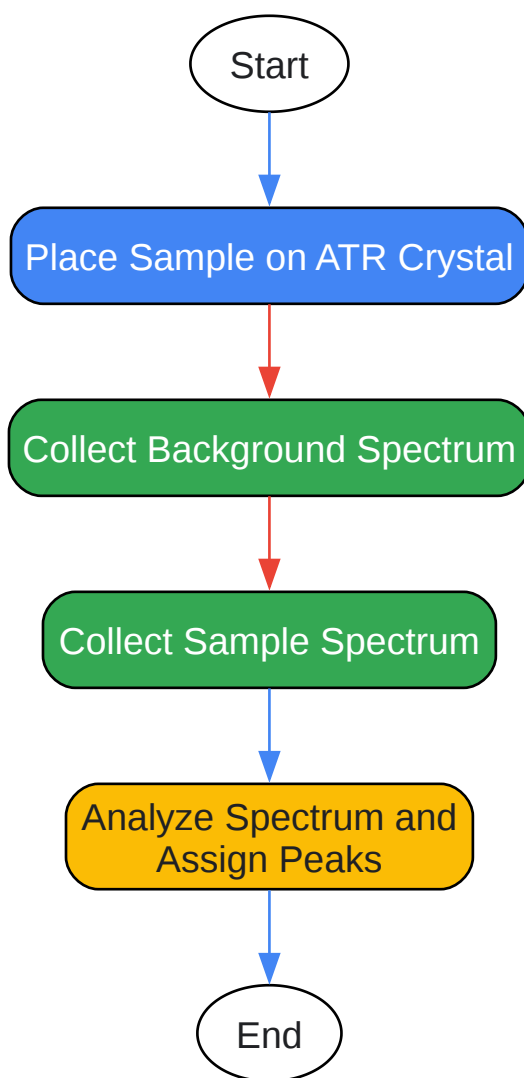 Start
Place Sample on ATR Crystal
Collect Background Spectrum
Collect Sample Spectrum
Analyze Spectrum and
Assign Peaks
End